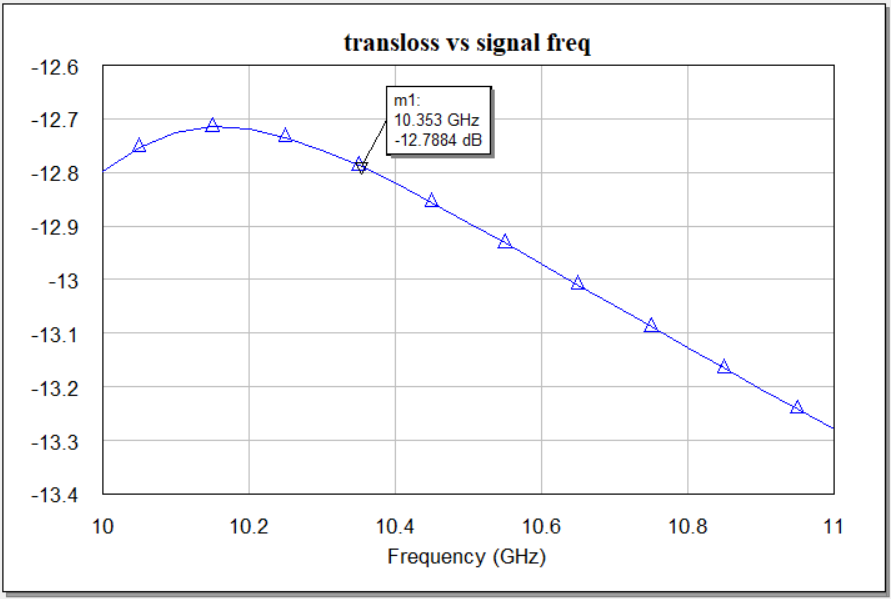 transloss vs signal freq
-12.6
m1:
10.353 GHz
-12.7884 dB
-12.7
-12.8
-12.9
-13
-13.1
-13.2
-13.3
-13.4
10 10.2 10.4 10.6 10.8 11
Frequency (GHz)